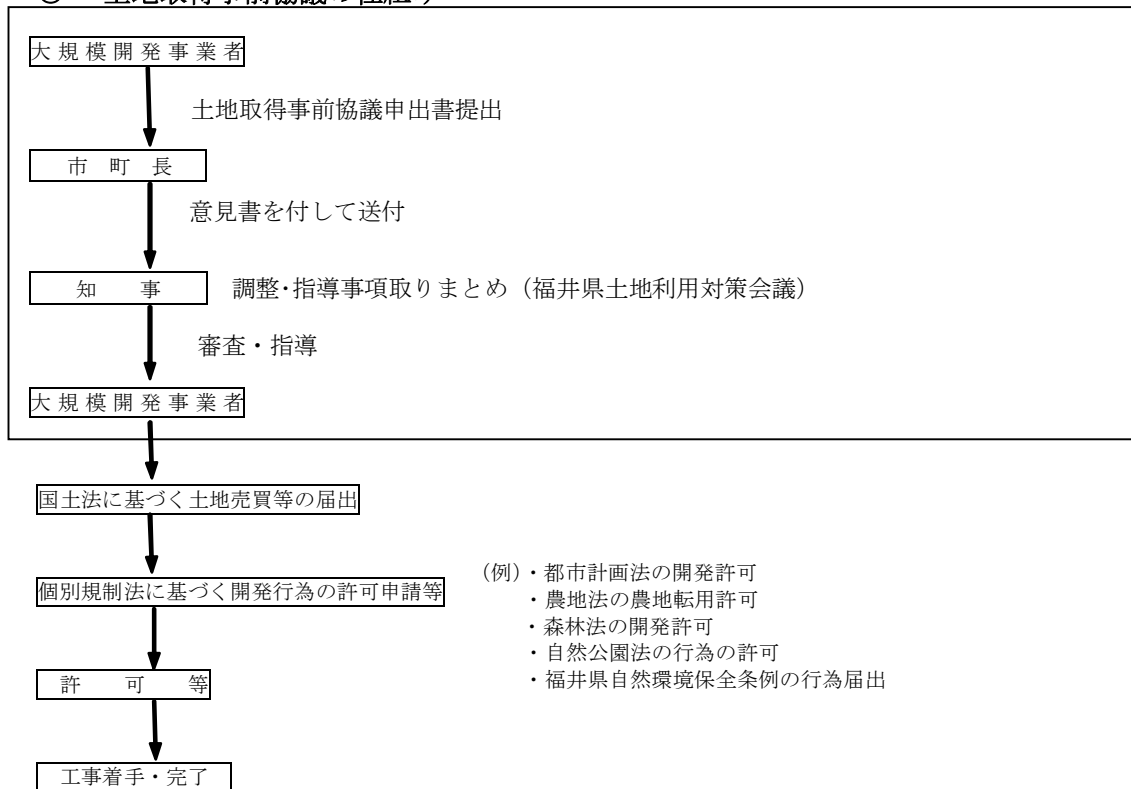 大規模開発事業者
土地取得事前協議申出書提出
市町長
意見書を付して送付
知事 調整・指導事項取りまとめ（福井県土地利用対策会議）
審査・指導
大規模開発事業者
国土法に基づく土地売買等の届出
個別規制法に基づく開発行為の許可申請等
（例）・都市計画法の開発許可
・農地法の農地転用許可
・森林法の開発許可
・自然公園法の行為の許可
・福井県自然環境保全条例の行為届出
許可等
工事着手・完了